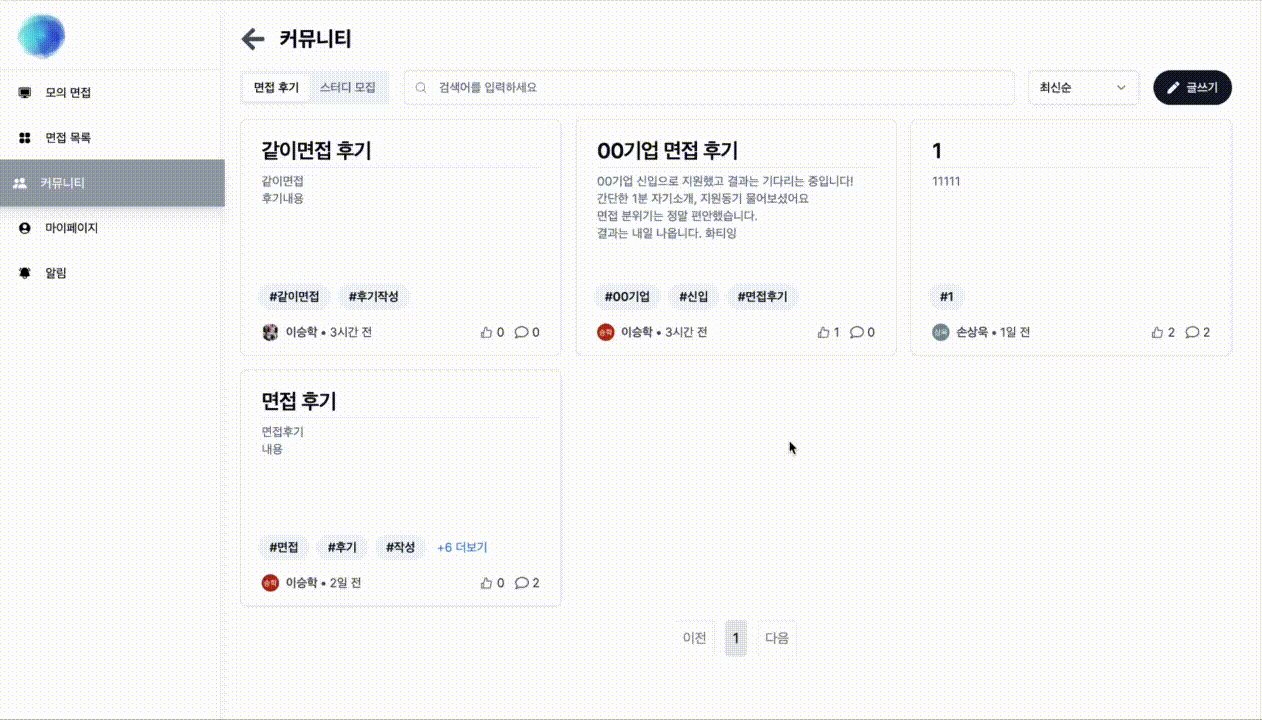 커뮤니티
모의 면접
면접 목록
커뮤니티
마이페이지
알림
면접 후기 스터디 모집 검색어를 입력하세요 최신순 글쓰기
같이면접 후기
같이면접
후기내용
#같이면접 #후기작성
이승학 • 3시간 전 0 0
00기업 면접 후기
00기업 신입으로 지원했고 결과는 기다리는 중입니다!
간단한 1분 자기소개, 지원동기 물어보셨어요
면접 분위기는 정말 편안했습니다.
결과는 내일 나옵니다. 화티잉
#00기업 #신입 #면접후기
승학 이승학 • 3시간 전 1 0
1
11111
#1
상욱 손상욱 • 1일 전 2 2
면접 후기
면접후기
내용
#면접 #후기 #작성 +6 더보기
승학 이승학 • 2일 전 0 2
이전 1 다음